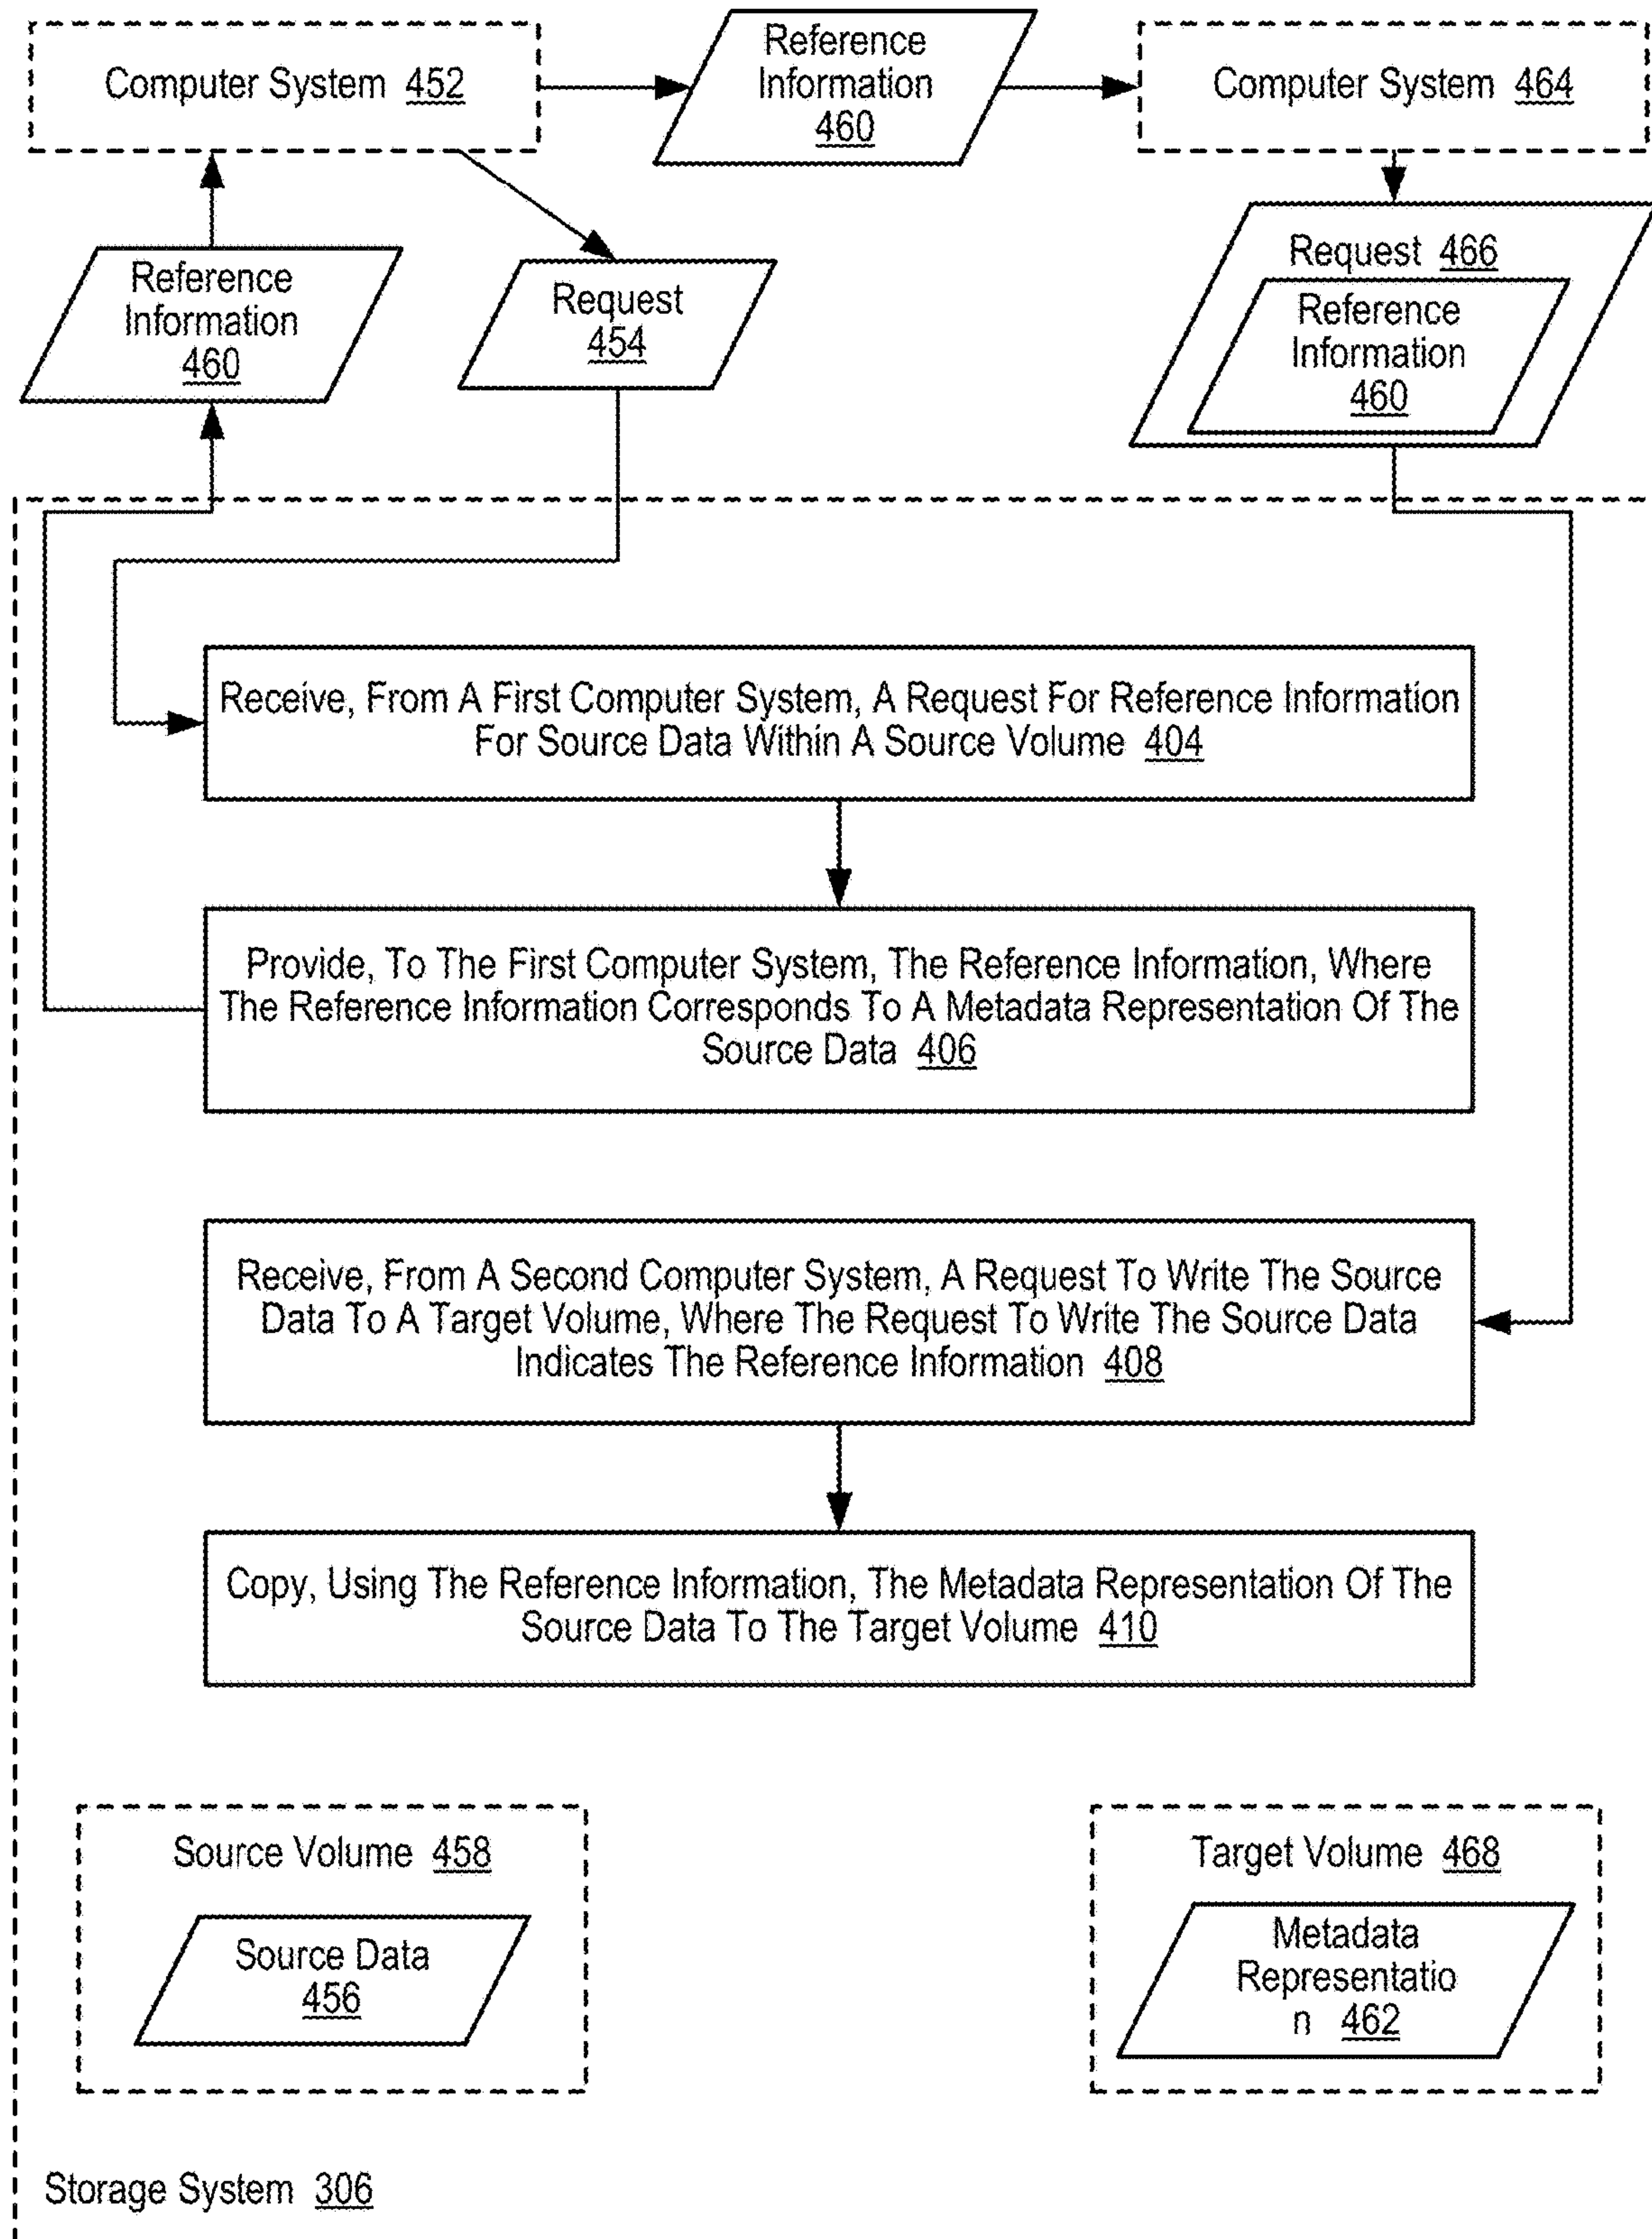 Computer System 452
Reference
Information
460
Computer System 464
Reference
Information
460
Request
454
Request 466
Reference
Information
460
Receive, From A First Computer System, A Request For Reference Information
For Source Data Within A Source Volume 404
Provide, To The First Computer System, The Reference Information, Where
The Reference Information Corresponds To A Metadata Representation Of The
Source Data 406
Receive, From A Second Computer System, A Request To Write The Source
Data To A Target Volume, Where The Request To Write The Source Data
Indicates The Reference Information 408
Copy, Using The Reference Information, The Metadata Representation Of The
Source Data To The Target Volume 410
Source Volume 458
Source Data
456
Target Volume 468
Metadata
Representatio
n 462
Storage System 306